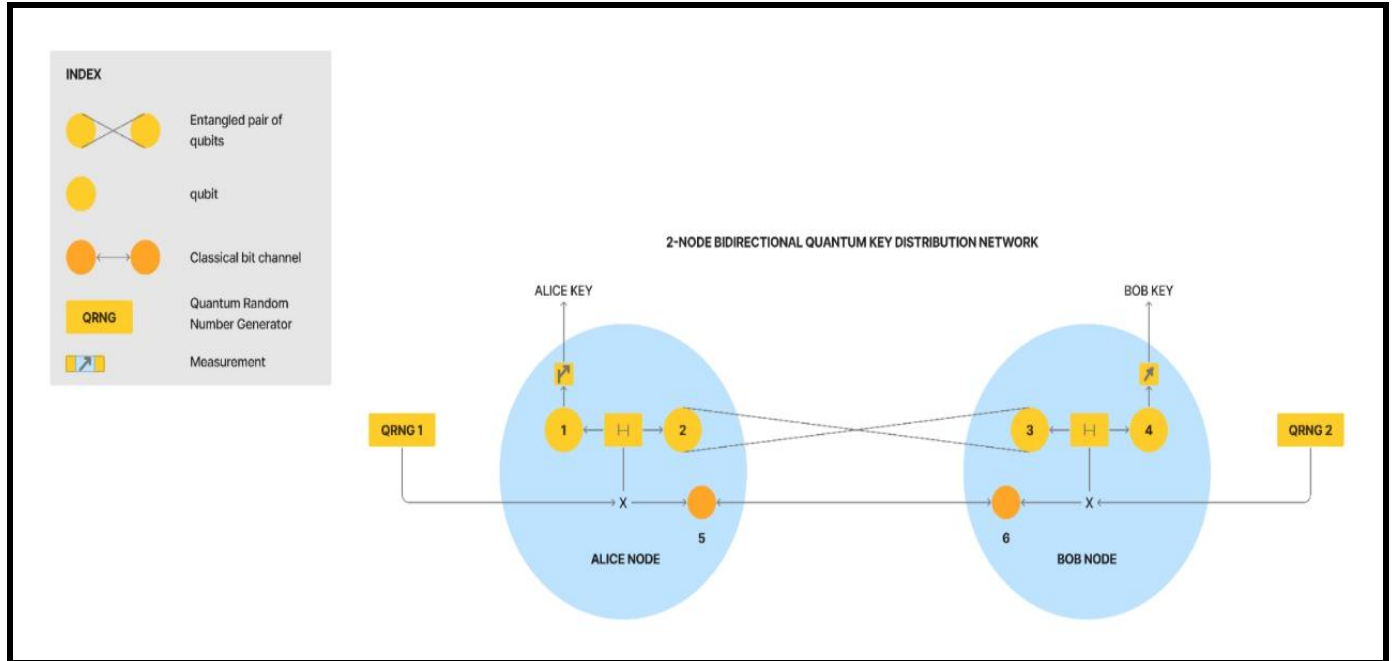 INDEX
Entangled pair of
qubits
qubit
Classical bit channel
QRNG
Quantum Random
Number Generator
Measurement
2-NODE BIDIRECTIONAL QUANTUM KEY DISTRIBUTION NETWORK
ALICE KEY
BOB KEY
QRNG 1
1
H
2
3
H
4
QRNG 2
X
X
5
6
ALICE NODE
BOB NODE